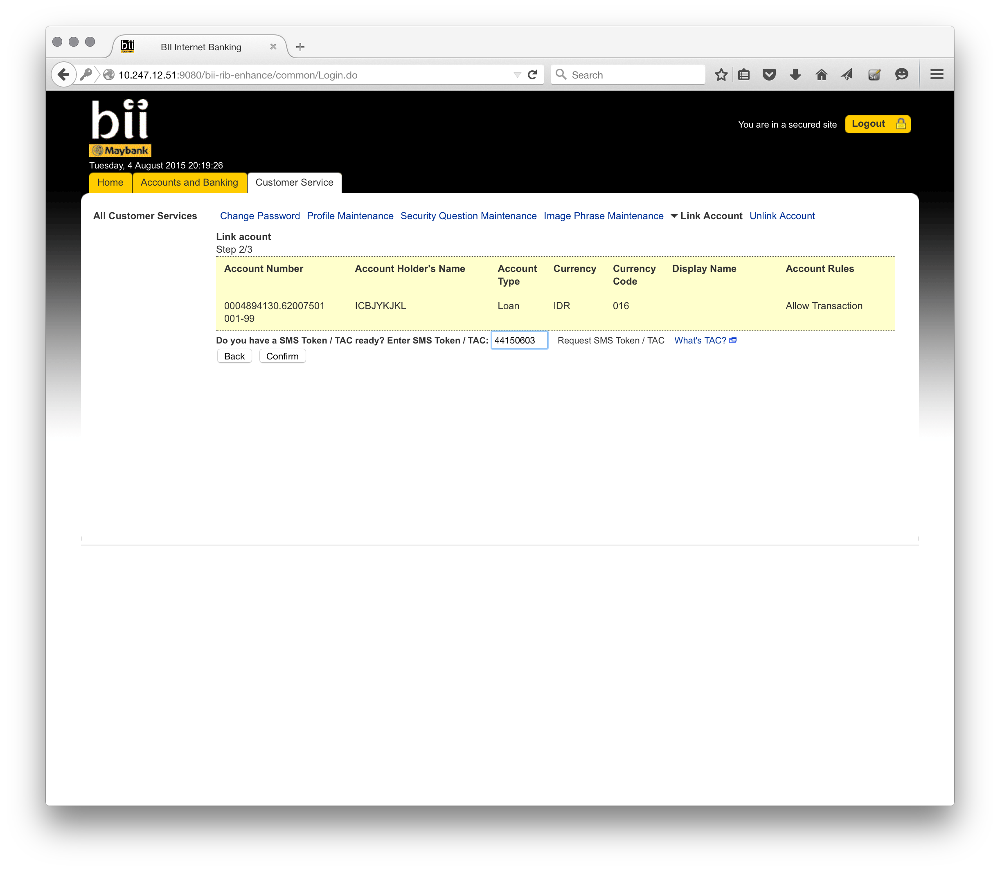 bii
BII Internet Banking
10.247.12.51:9080/bii-rib-enhance/common/Login.do
Search
bii
Maybank
You are in a secured site
Logout
Tuesday, 4 August 2015 20:19:26
Home
Accounts and Banking
Customer Service
All Customer Services
Change Password Profile Maintenance Security Question Maintenance Image Phrase Maintenance Link Account Unlink Account
Link acount
Step 2/3
Account Number Account Holder's Name Account Currency Currency Display Name Account Rules
Type Code
0004894130.62007501 ICBJYKJKL Loan IDR 016 Allow Transaction
001-99
Do you have a SMS Token / TAC ready? Enter SMS Token / TAC: 44150603 Request SMS Token / TAC What's TAC?
Back Confirm